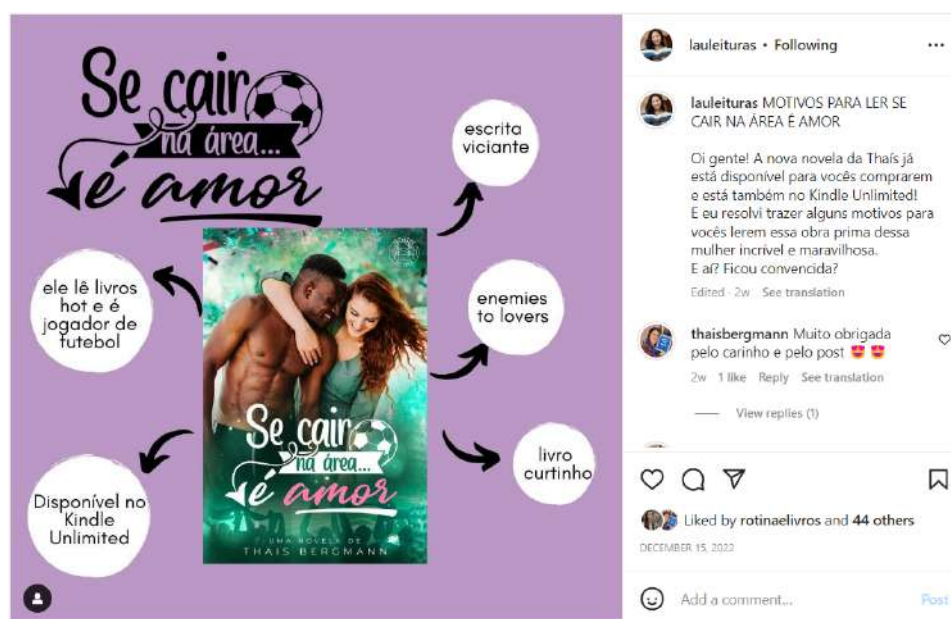 Se cair
na área...
é amor
escrita
viciante
ele lê livros
hot e é
jogador de
futebol
enemies
to lovers
Se cair
na área...
é amor
UMA NOVELA DE
THAIS BERGMANN
Disponível no
Kindle
Unlimited
livro
curtinho
lauleituras • Following
lauleituras MOTIVOS PARA LER SE
CAIR NA ÁREA É AMOR
Oi gente! A nova novela da Thaís já
está disponível para vocês comprarem
e está também no Kindle Unlimited!
E eu resolvi trazer alguns motivos para
vocês lerem essa obra prima dessa
mulher incrível e maravilhosa.
E aí? Ficou convencida?
Edited · 2w See translation
thaisbergmann Muito obrigada
pelo carinho e pelo post 😍 😍
2w 1 like Reply See translation
View replies (1)
Liked by rotinaelivros and 44 others
DECEMBER 15, 2022
Add a comment...
Post